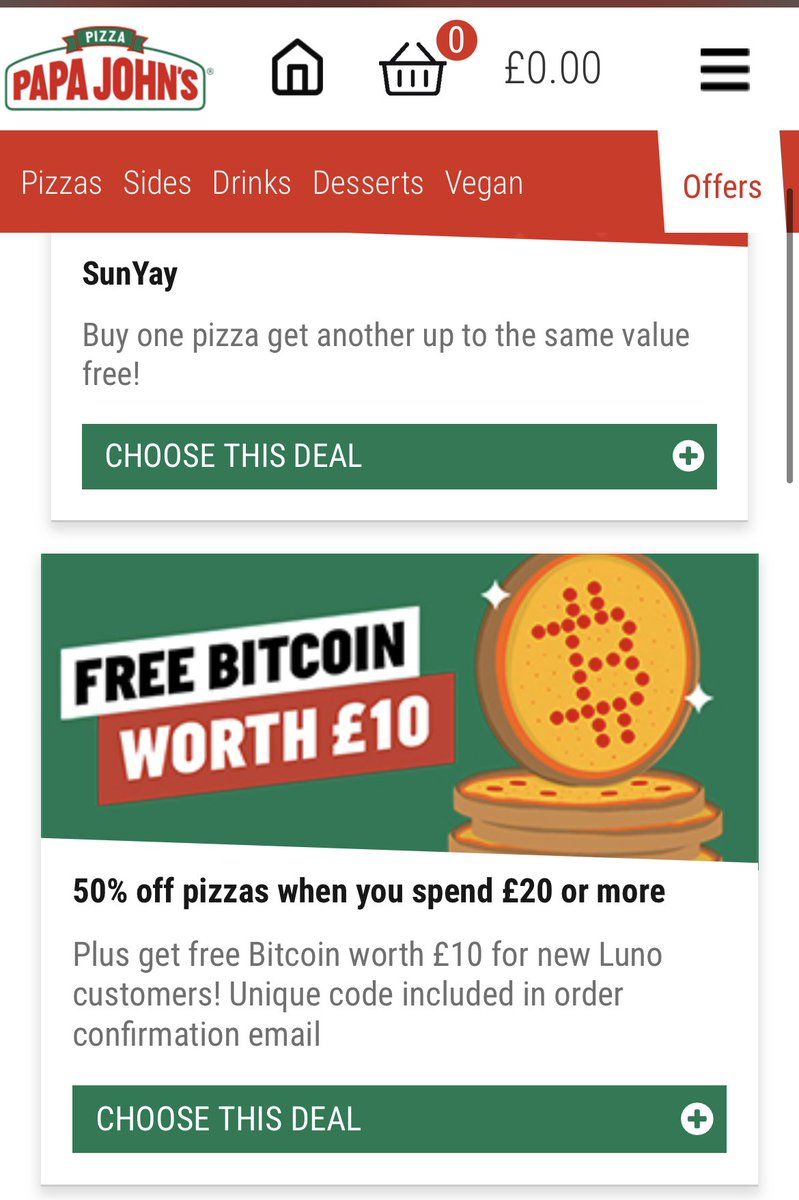 PIZZA
PAPA JOHN'S®
0
£0.00
Pizzas Sides Drinks Desserts Vegan Offers
SunYay
Buy one pizza get another up to the same value
free!
CHOOSE THIS DEAL
FREE BITCOIN
WORTH £10
50% off pizzas when you spend £20 or more
Plus get free Bitcoin worth £10 for new Luno
customers! Unique code included in order
confirmation email
CHOOSE THIS DEAL